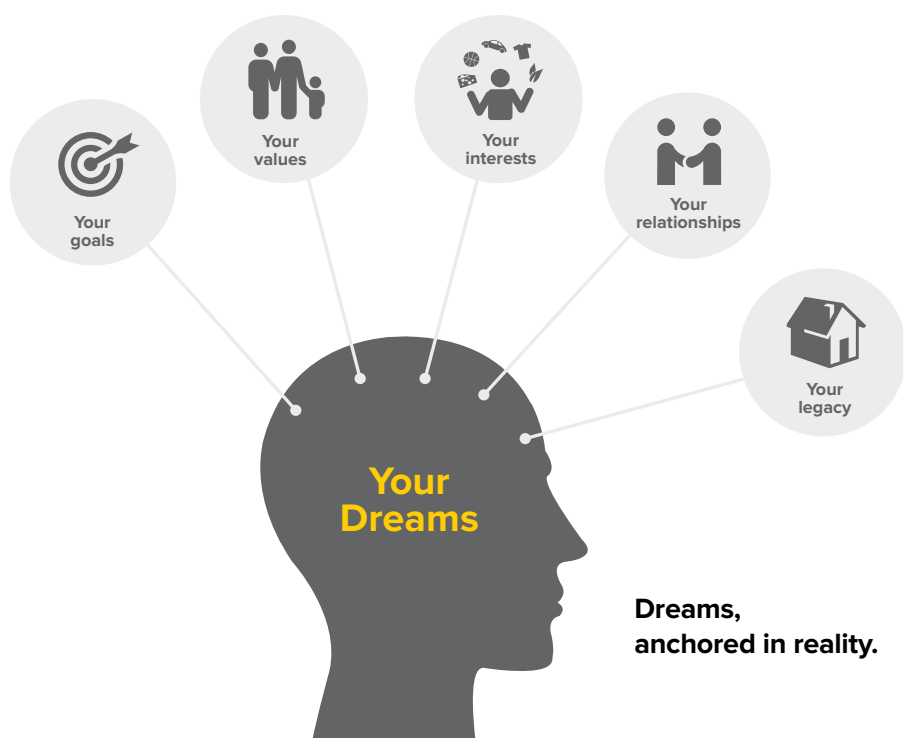 Your
values
Your
interests
Your
goals
Your
relationships
Your
legacy
Your
Dreams
Dreams,
anchored in reality.